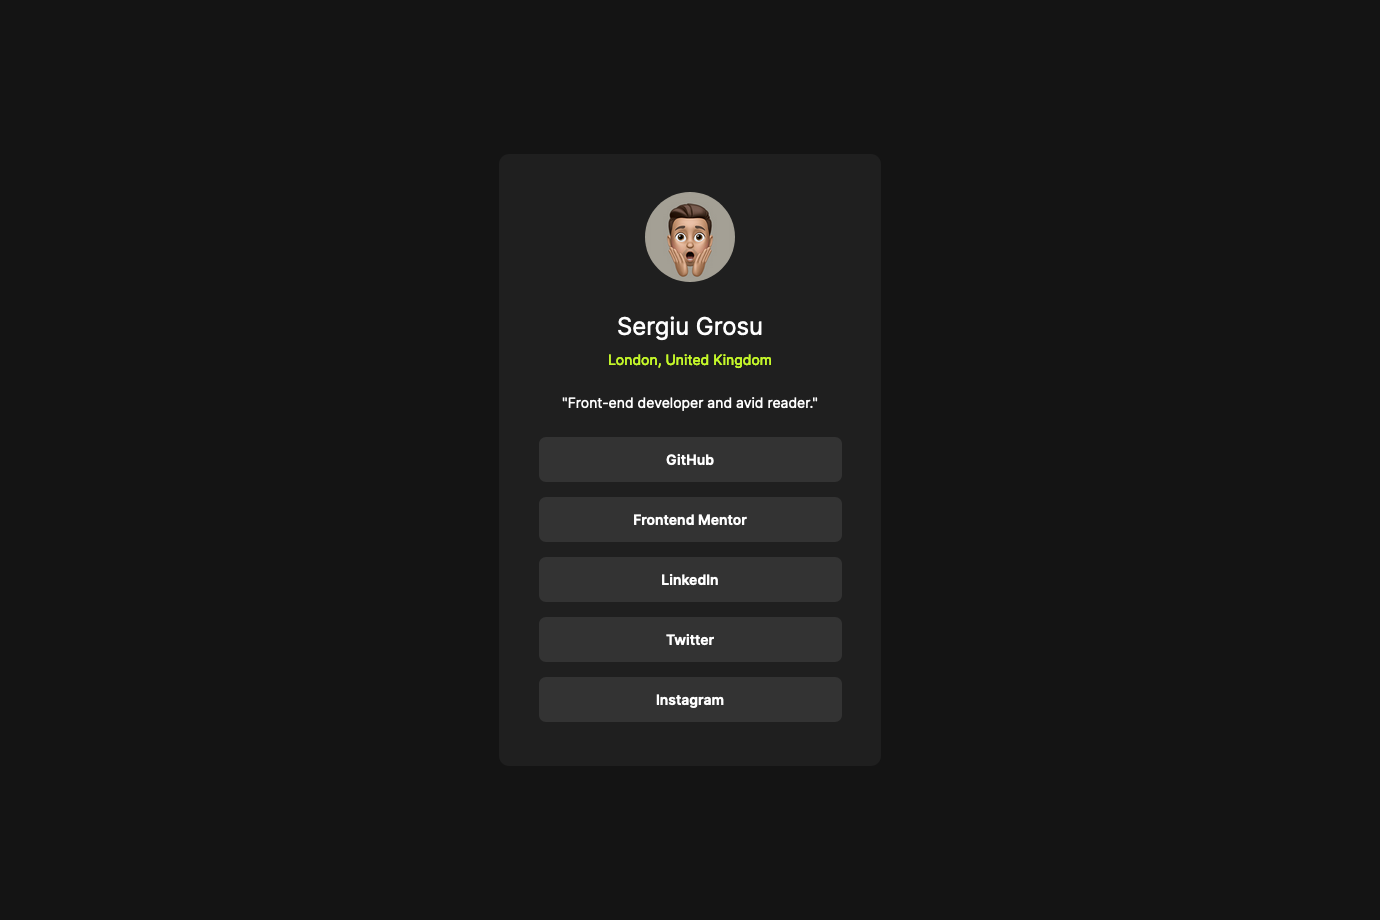 Sergiu Grosu
London, United Kingdom
"Front-end developer and avid reader."
GitHub
Frontend Mentor
LinkedIn
Twitter
Instagram